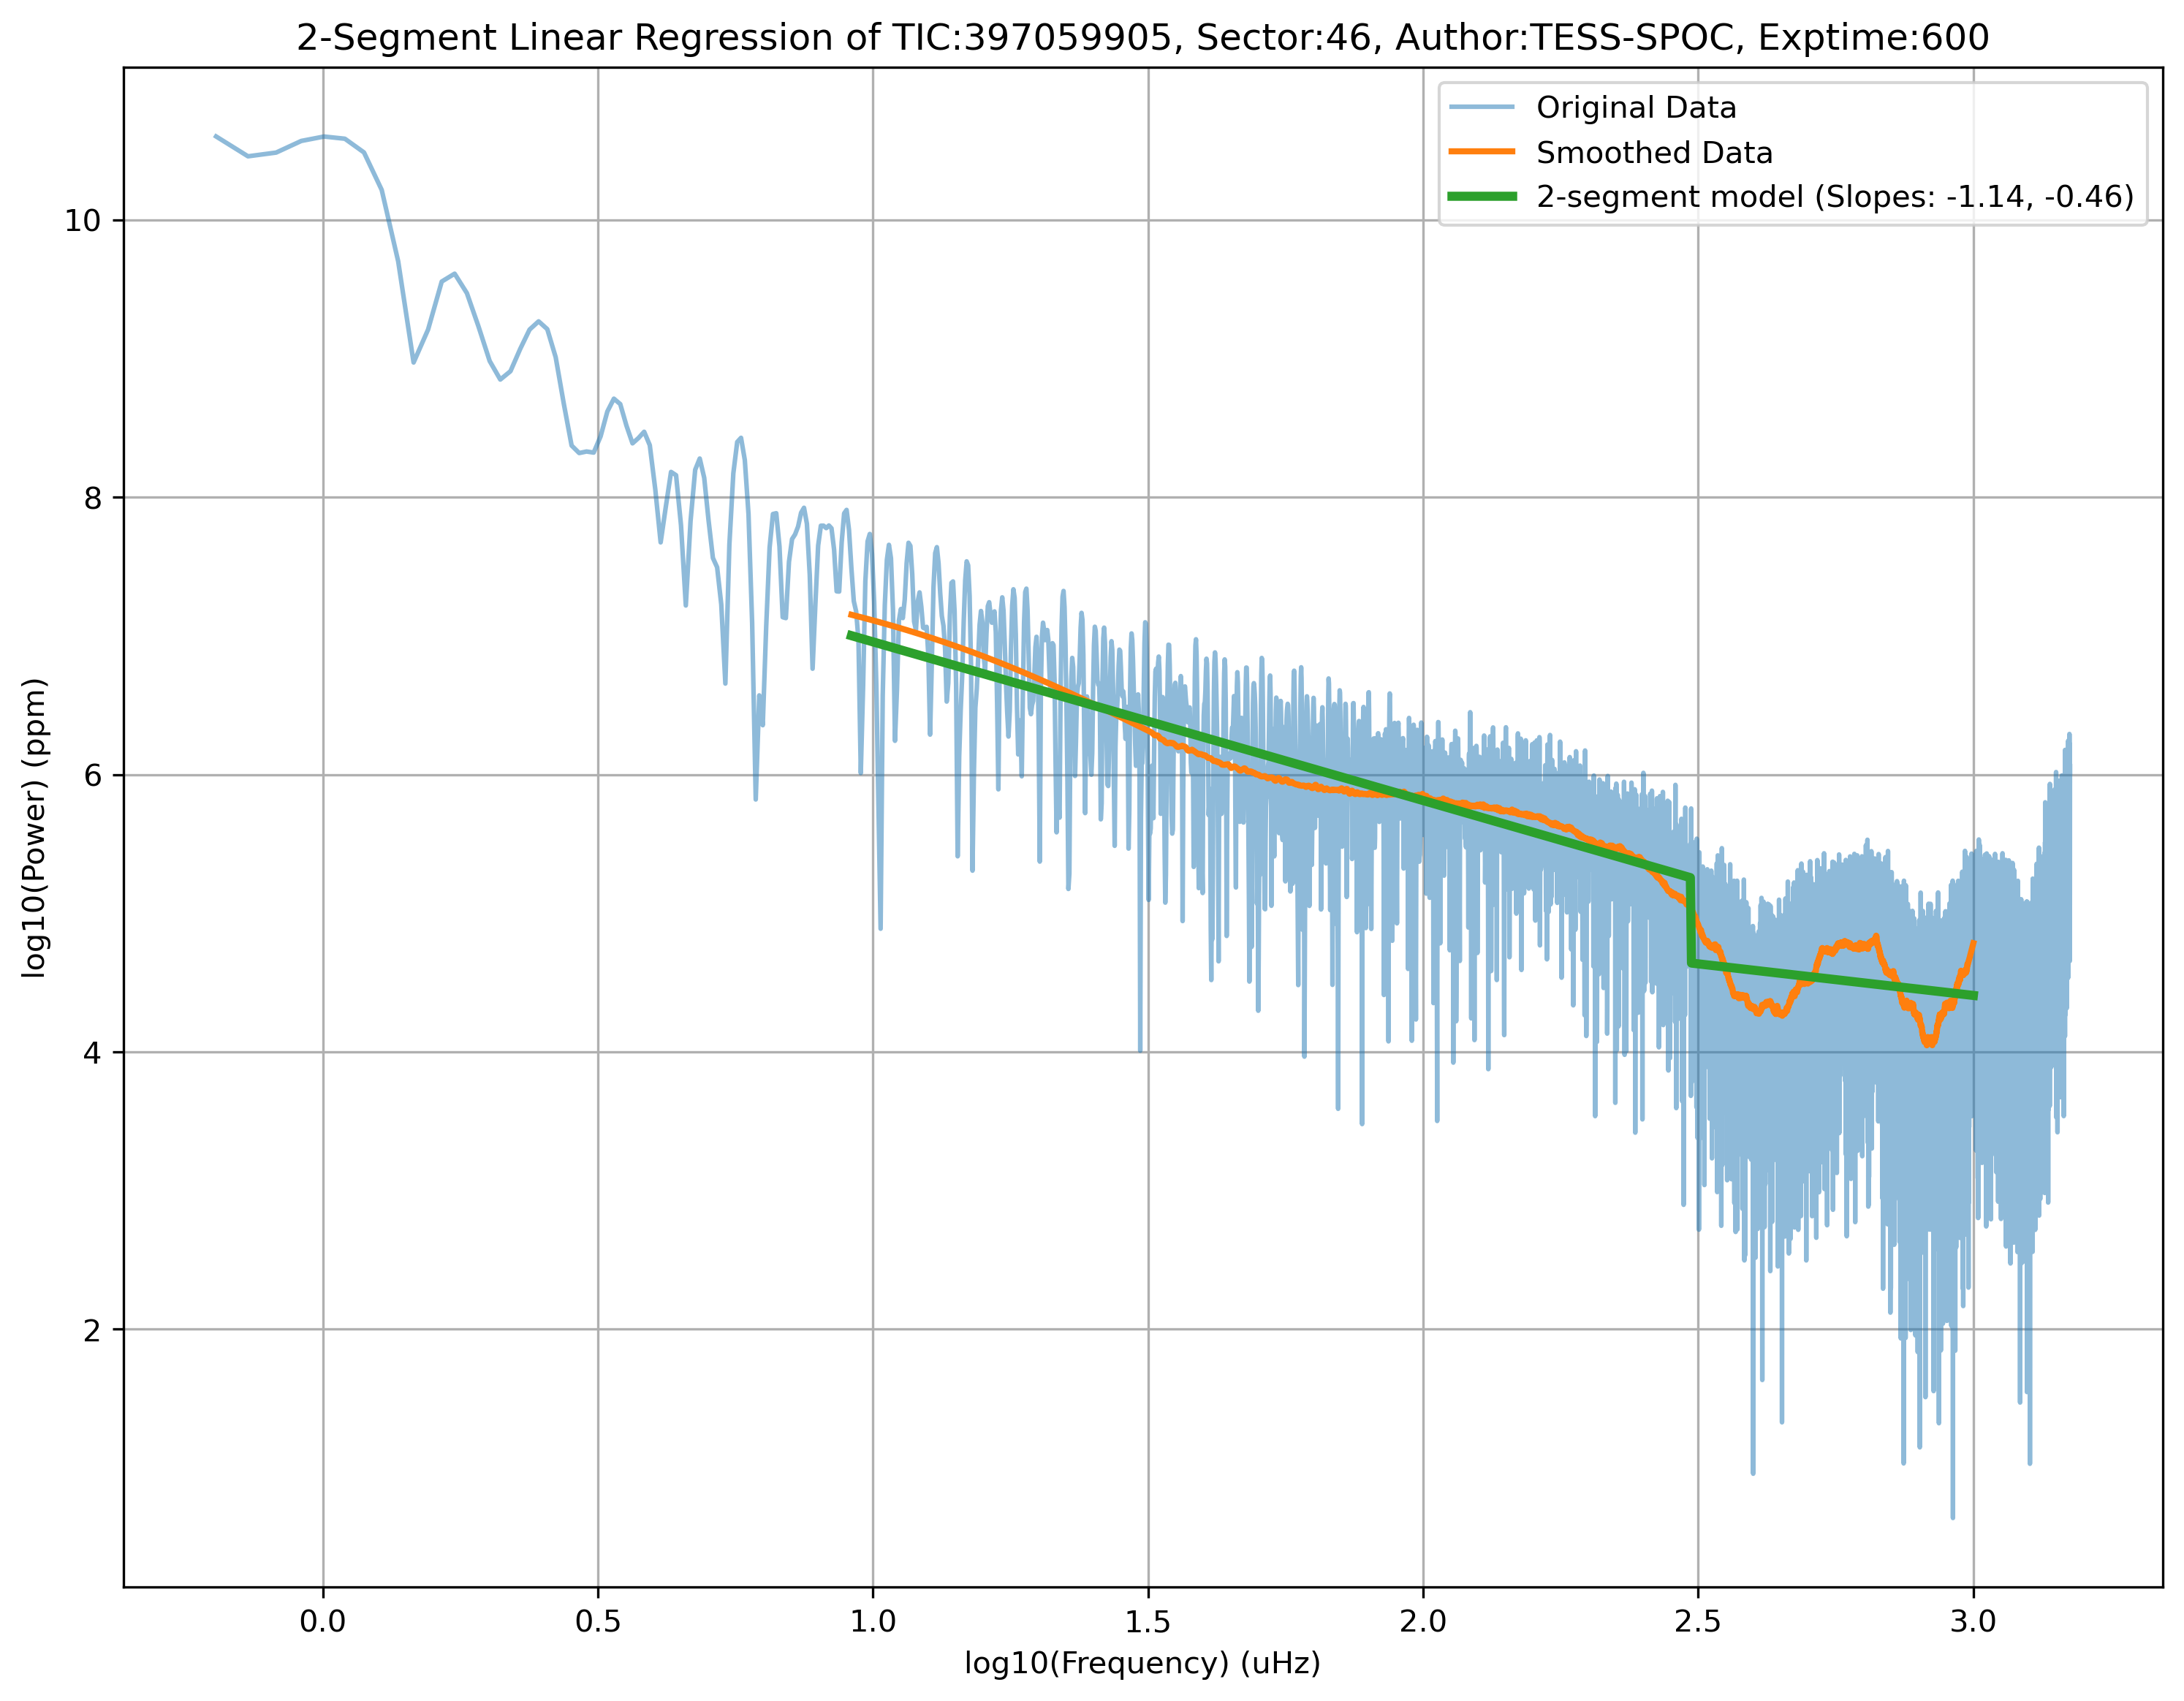 2-Segment Linear Regression of TIC:397059905, Sector:46, Author:TESS-SPOC, Exptime:600
Original Data
Smoothed Data
2-segment model (Slopes: -1.14, -0.46)
log10(Power) (ppm)
10
8
6
4
2
0.0 0.5 1.0 1.5 2.0 2.5 3.0
log10(Frequency) (uHz)